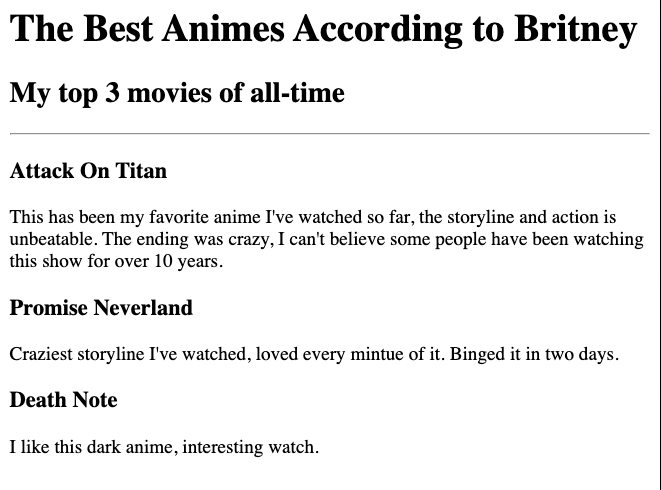 The Best Animes According to Britney
My top 3 movies of all-time
Attack On Titan
This has been my favorite anime I've watched so far, the storyline and action is
unbeatable. The ending was crazy, I can't believe some people have been watching
this show for over 10 years.
Promise Neverland
Craziest storyline I've watched, loved every mintue of it. Binged it in two days.
Death Note
I like this dark anime, interesting watch.